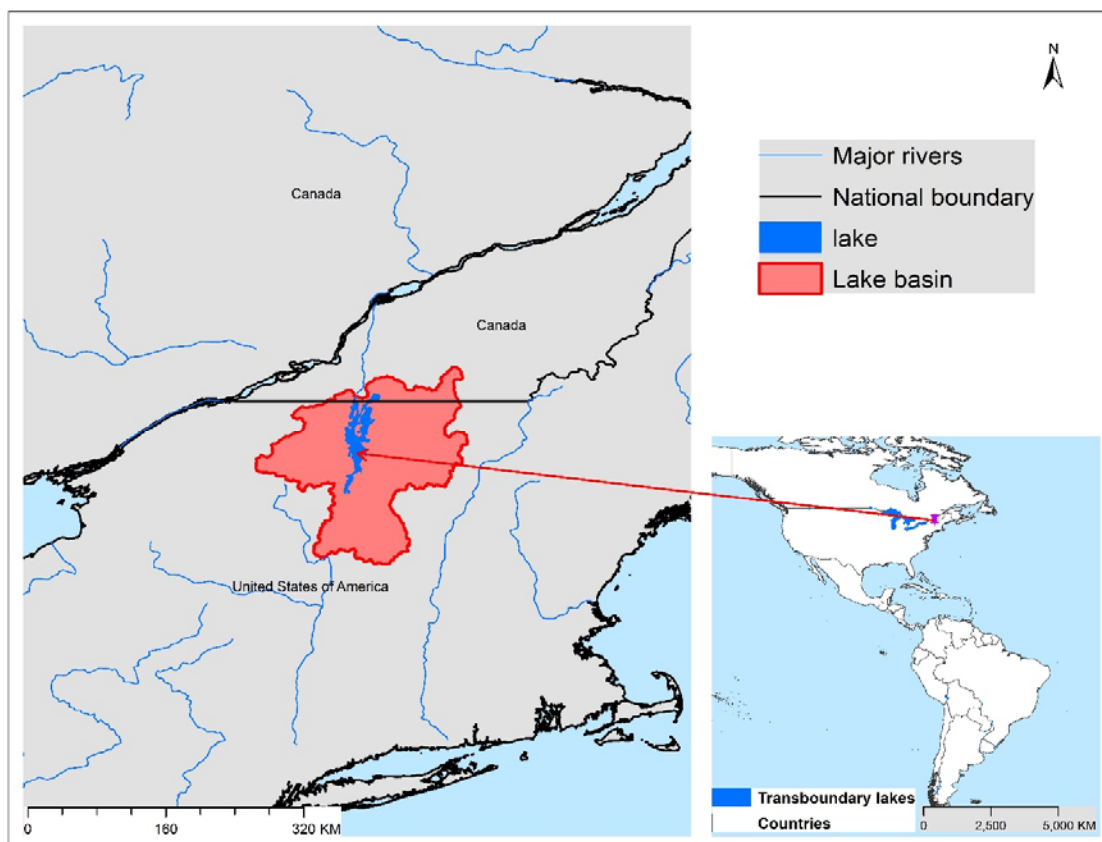 N
Canada
Major rivers
National boundary
lake
Lake basin
Canada
United States of America
0 160 320 KM
Transboundary lakes
Countries
0 2,500 5,000 KM